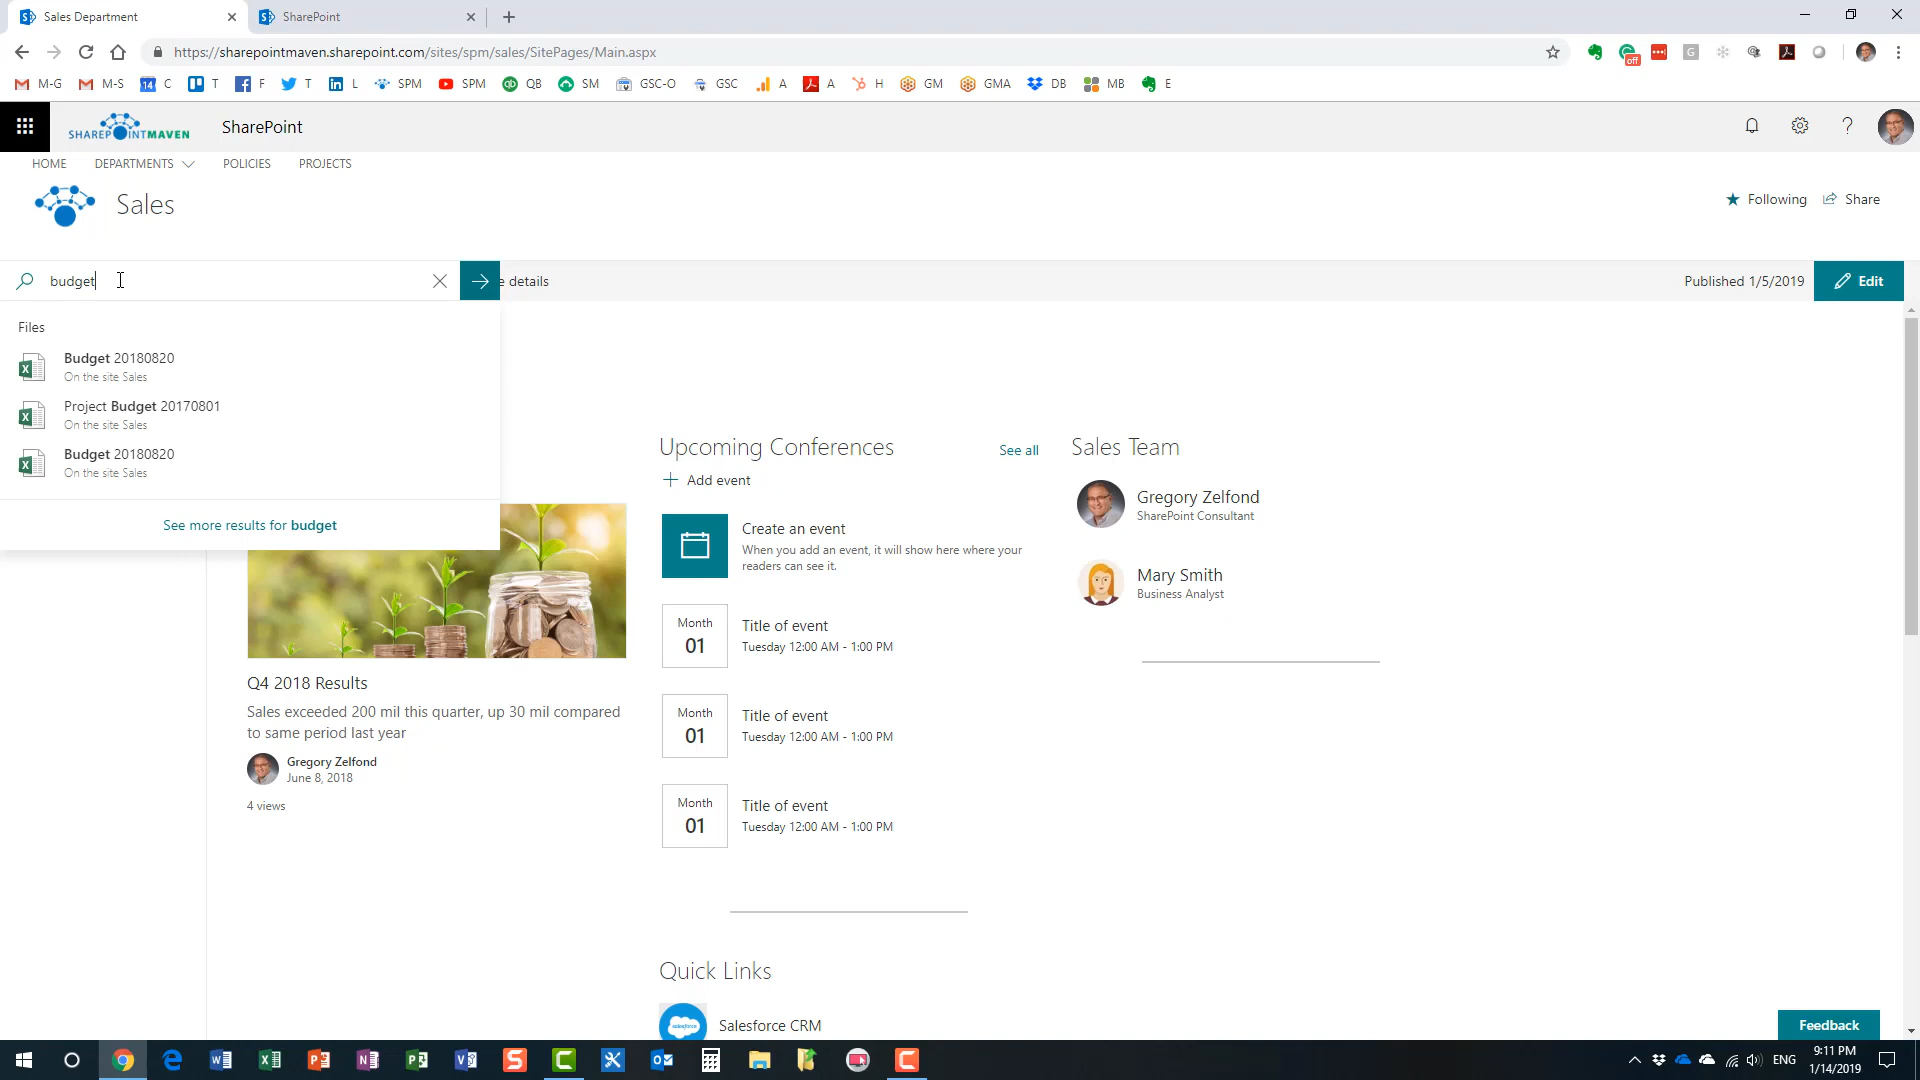 Sales Department
SharePoint
https://sharepointmaven.sharepoint.com/sites/spm/sales/SitePages/Main.aspx
off
G
M-G
M-S
14 C
T
F
T
L
SPM
SPM
QB
SM
GSC-O
GSC
A
A
H
GM
GMA
DB
MB
E
SHAREPOINTMAVEN
SharePoint
?
HOME
DEPARTMENTS
POLICIES
PROJECTS
Sales
Following
Share
budget
e details
Published 1/5/2019
Edit
Files
Budget 20180820
On the site Sales
Project Budget 20170801
On the site Sales
Budget 20180820
On the site Sales
See more results for budget
Q4 2018 Results
Sales exceeded 200 mil this quarter, up 30 mil compared
to same period last year
Gregory Zelfond
June 8, 2018
4 views
Upcoming Conferences
See all
Add event
Create an event
When you add an event, it will show here where your
readers can see it.
Month
01
Title of event
Tuesday 12:00 AM - 1:00 PM
Month
01
Title of event
Tuesday 12:00 AM - 1:00 PM
Month
01
Title of event
Tuesday 12:00 AM - 1:00 PM
Quick Links
salesforce
Salesforce CRM
Sales Team
Gregory Zelfond
SharePoint Consultant
Mary Smith
Business Analyst
Feedback
ENG
9:11 PM
1/14/2019